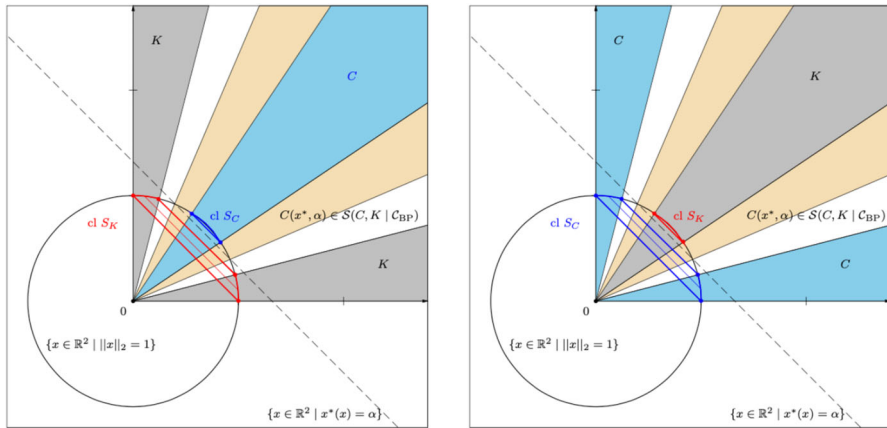 K
C
cl S_K
cl S_C
C(x*, α) ∈ 𝒮(C, K | 𝒞_BP)
K
0
{x ∈ ℝ² | ||x||₂ = 1}
{x ∈ ℝ² | x*(x) = α}
C
K
cl S_K
cl S_C
C(x*, α) ∈ 𝒮(C, K | 𝒞_BP)
C
0
{x ∈ ℝ² | ||x||₂ = 1}
{x ∈ ℝ² | x*(x) = α}